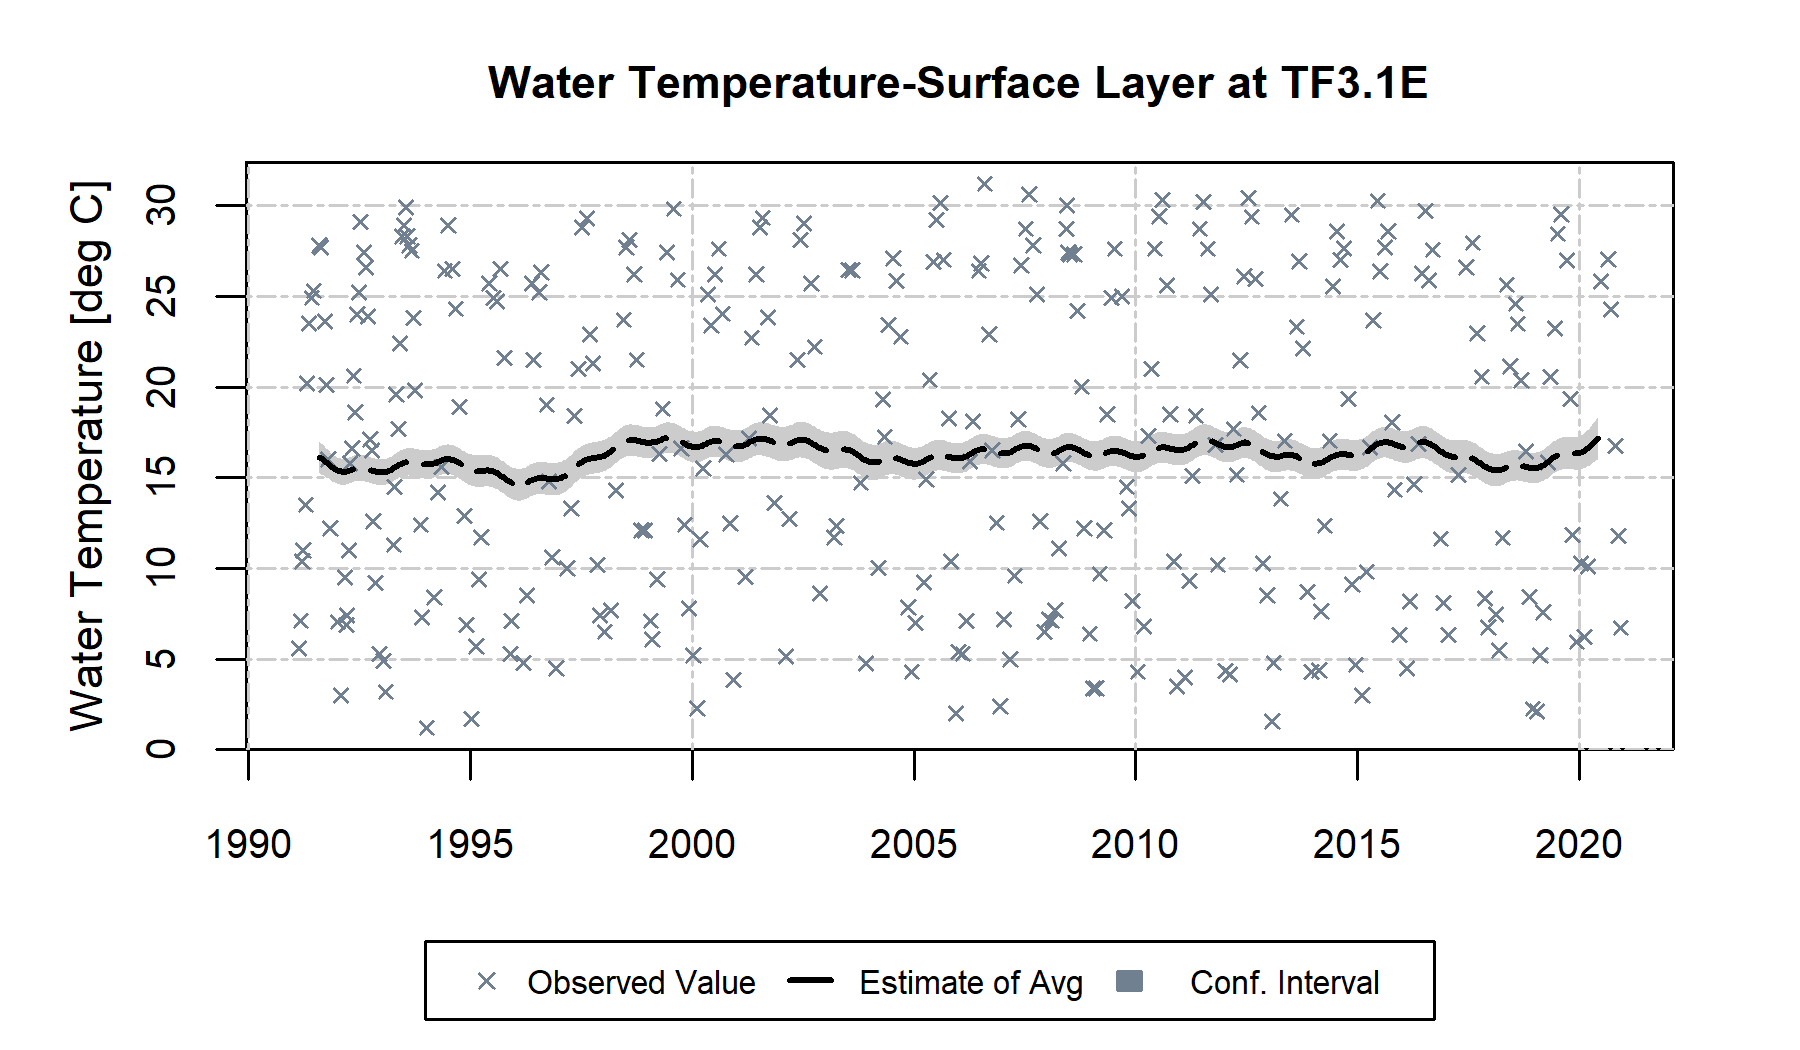 Water Temperature-Surface Layer at TF3.1E
Water Temperature [deg C]
30
25
20
15
10
5
0
1990 1995 2000 2005 2010 2015 2020
Observed Value Estimate of Avg Conf. Interval